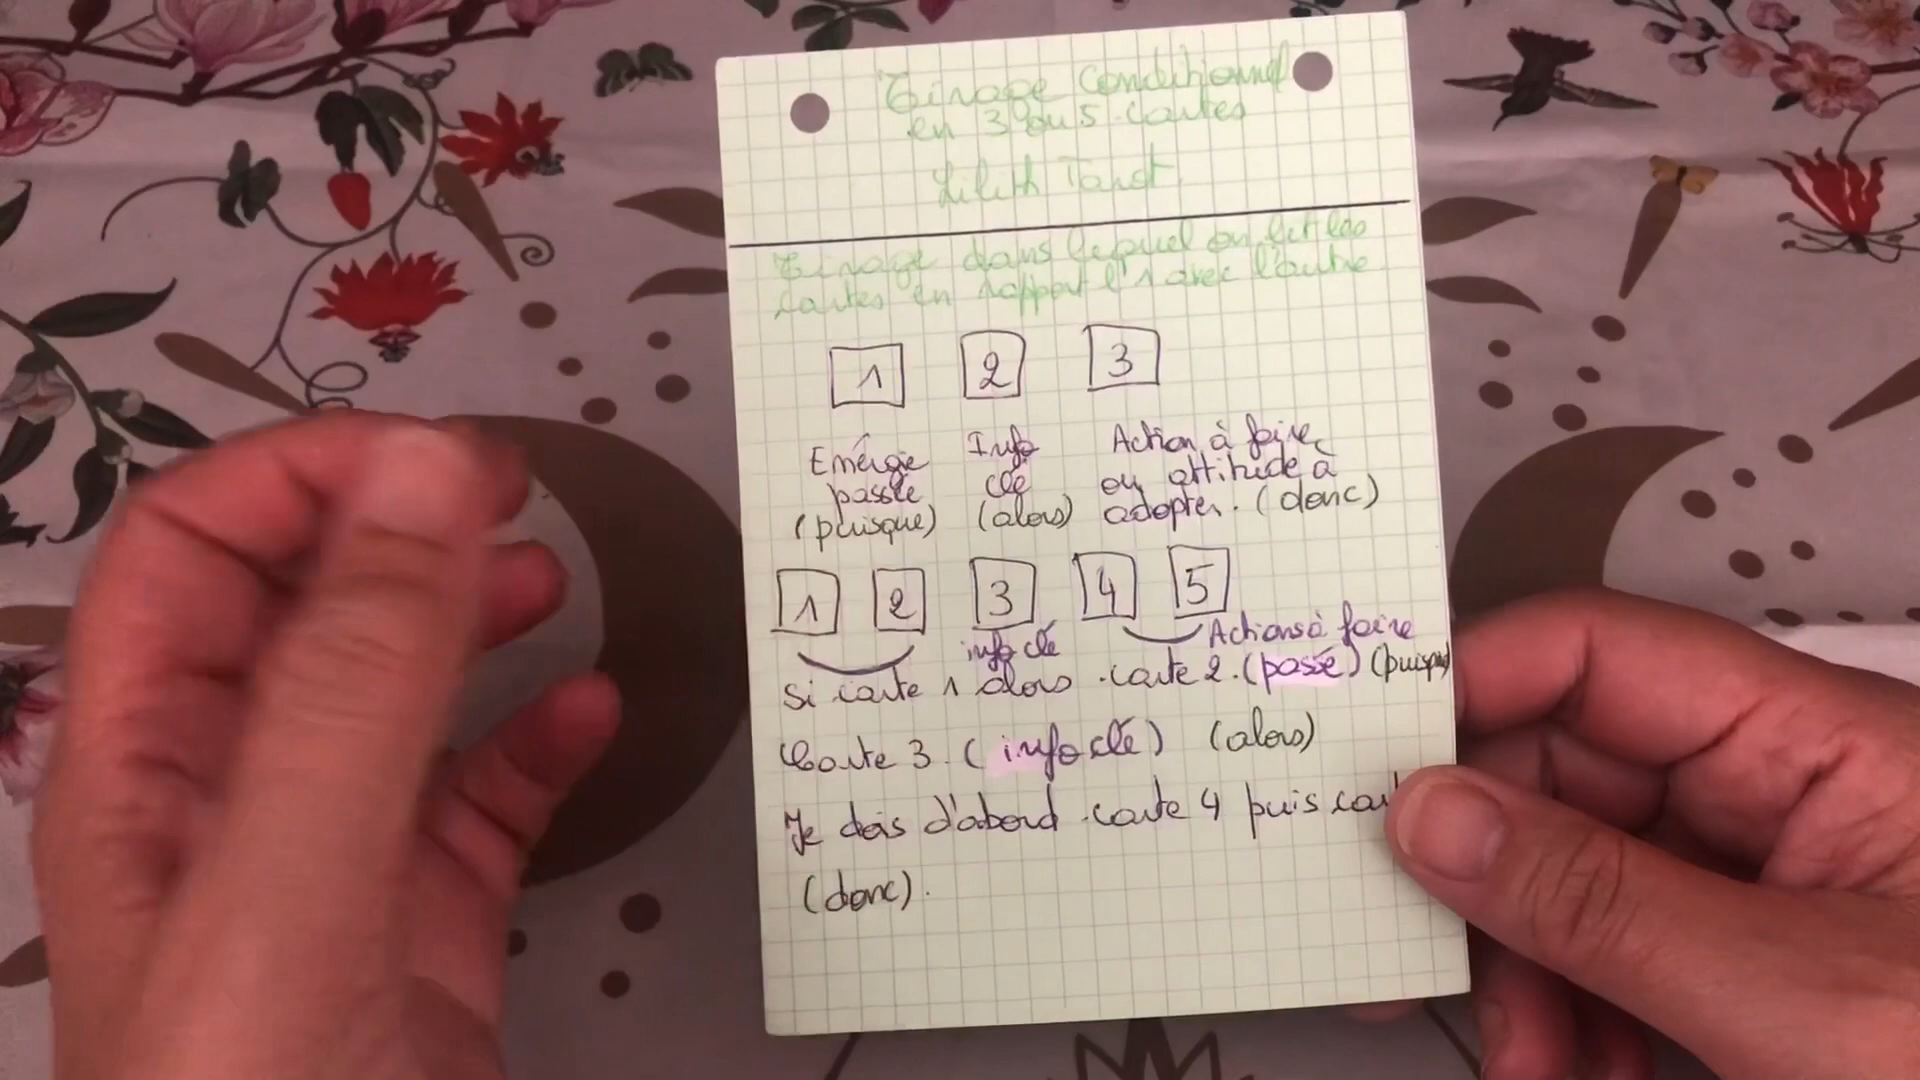 Tirage conditionnel
en 3 ou 5 cartes
Lilith Tarot
Tirage dans lequel on lit les
cartes en rapport l'1 avec l'autre
1 2 3
Enérgie Info Action à faire
passée clé ou attitude à
(puisque) (alors) adopter. (donc)
1 2 3 4 5
info clé Actions à faire
Si carte 1 alors carte 2. (passé) (puisqu
Carte 3. (info clé) (alors)
Je dois d'abord carte 4 puis cart
(donc).